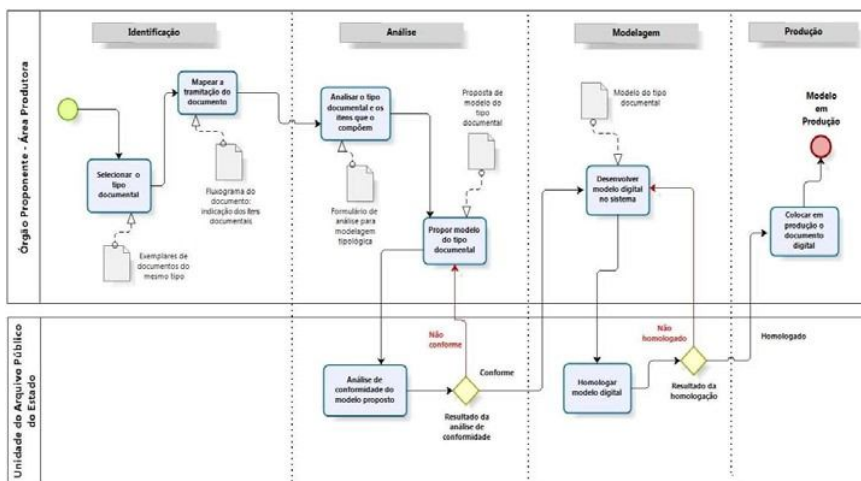 Identificação
Análise
Modelagem
Produção
Órgão Proponente - Área Produtora
Mapear a
tramitação do
documento
Selecionar o
tipo
documental
Fluxograma do
documento:
indicação dos itens
documentais
Exemplares de
documentos do
mesmo tipo
Analisar o tipo
documental e os
itens que o
compõem
Proposta de
modelo do tipo
documental
Formulário de
análise para
modelagem
tipológica
Propor modelo
do tipo
documental
Modelo do tipo
documental
Desenvolver
modelo digital
no sistema
Modelo
em
Produção
Colocar em
produção o
documento
digital
Unidade do Arquivo Público
do Estado
Análise de
conformidade do
modelo proposto
Não
conforme
Conforme
Resultado da
análise de
conformidade
Homologar
modelo digital
Não
homologado
Homologado
Resultado da
homologação